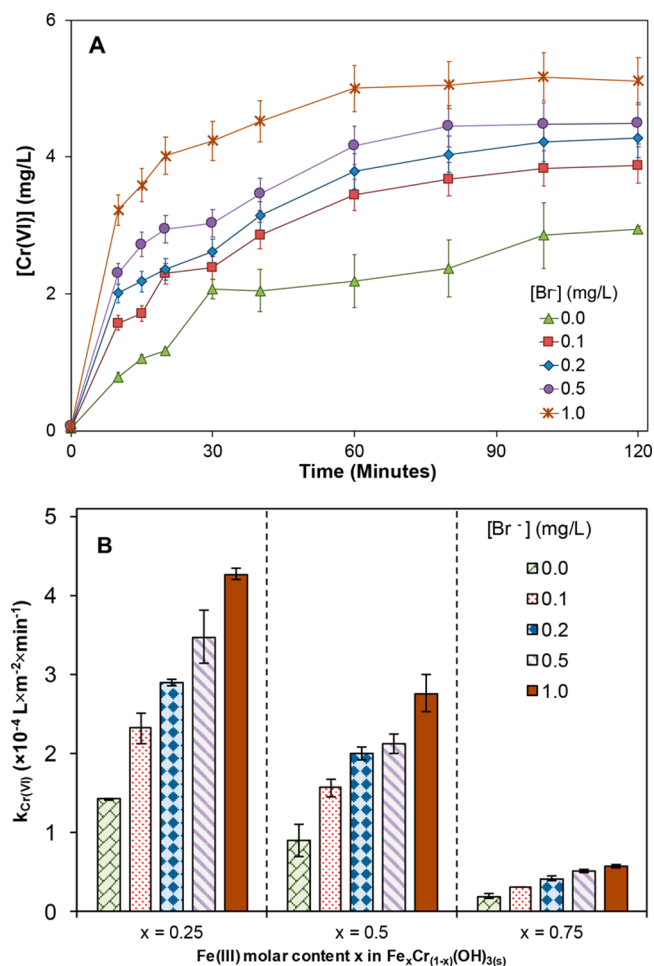 A
[Cr(VI)] (mg/L)
6
4
2
0
0
30
60
90
120
Time (Minutes)
[Br-] (mg/L)
0.0
0.1
0.2
0.5
1.0
B
kCr(VI) (×10-4 L×m-2×min-1)
5
4
3
2
1
0
[Br -] (mg/L)
0.0
0.1
0.2
0.5
1.0
x = 0.25
x = 0.5
x = 0.75
Fe(III) molar content x in FexCr(1-x)(OH)3(s)